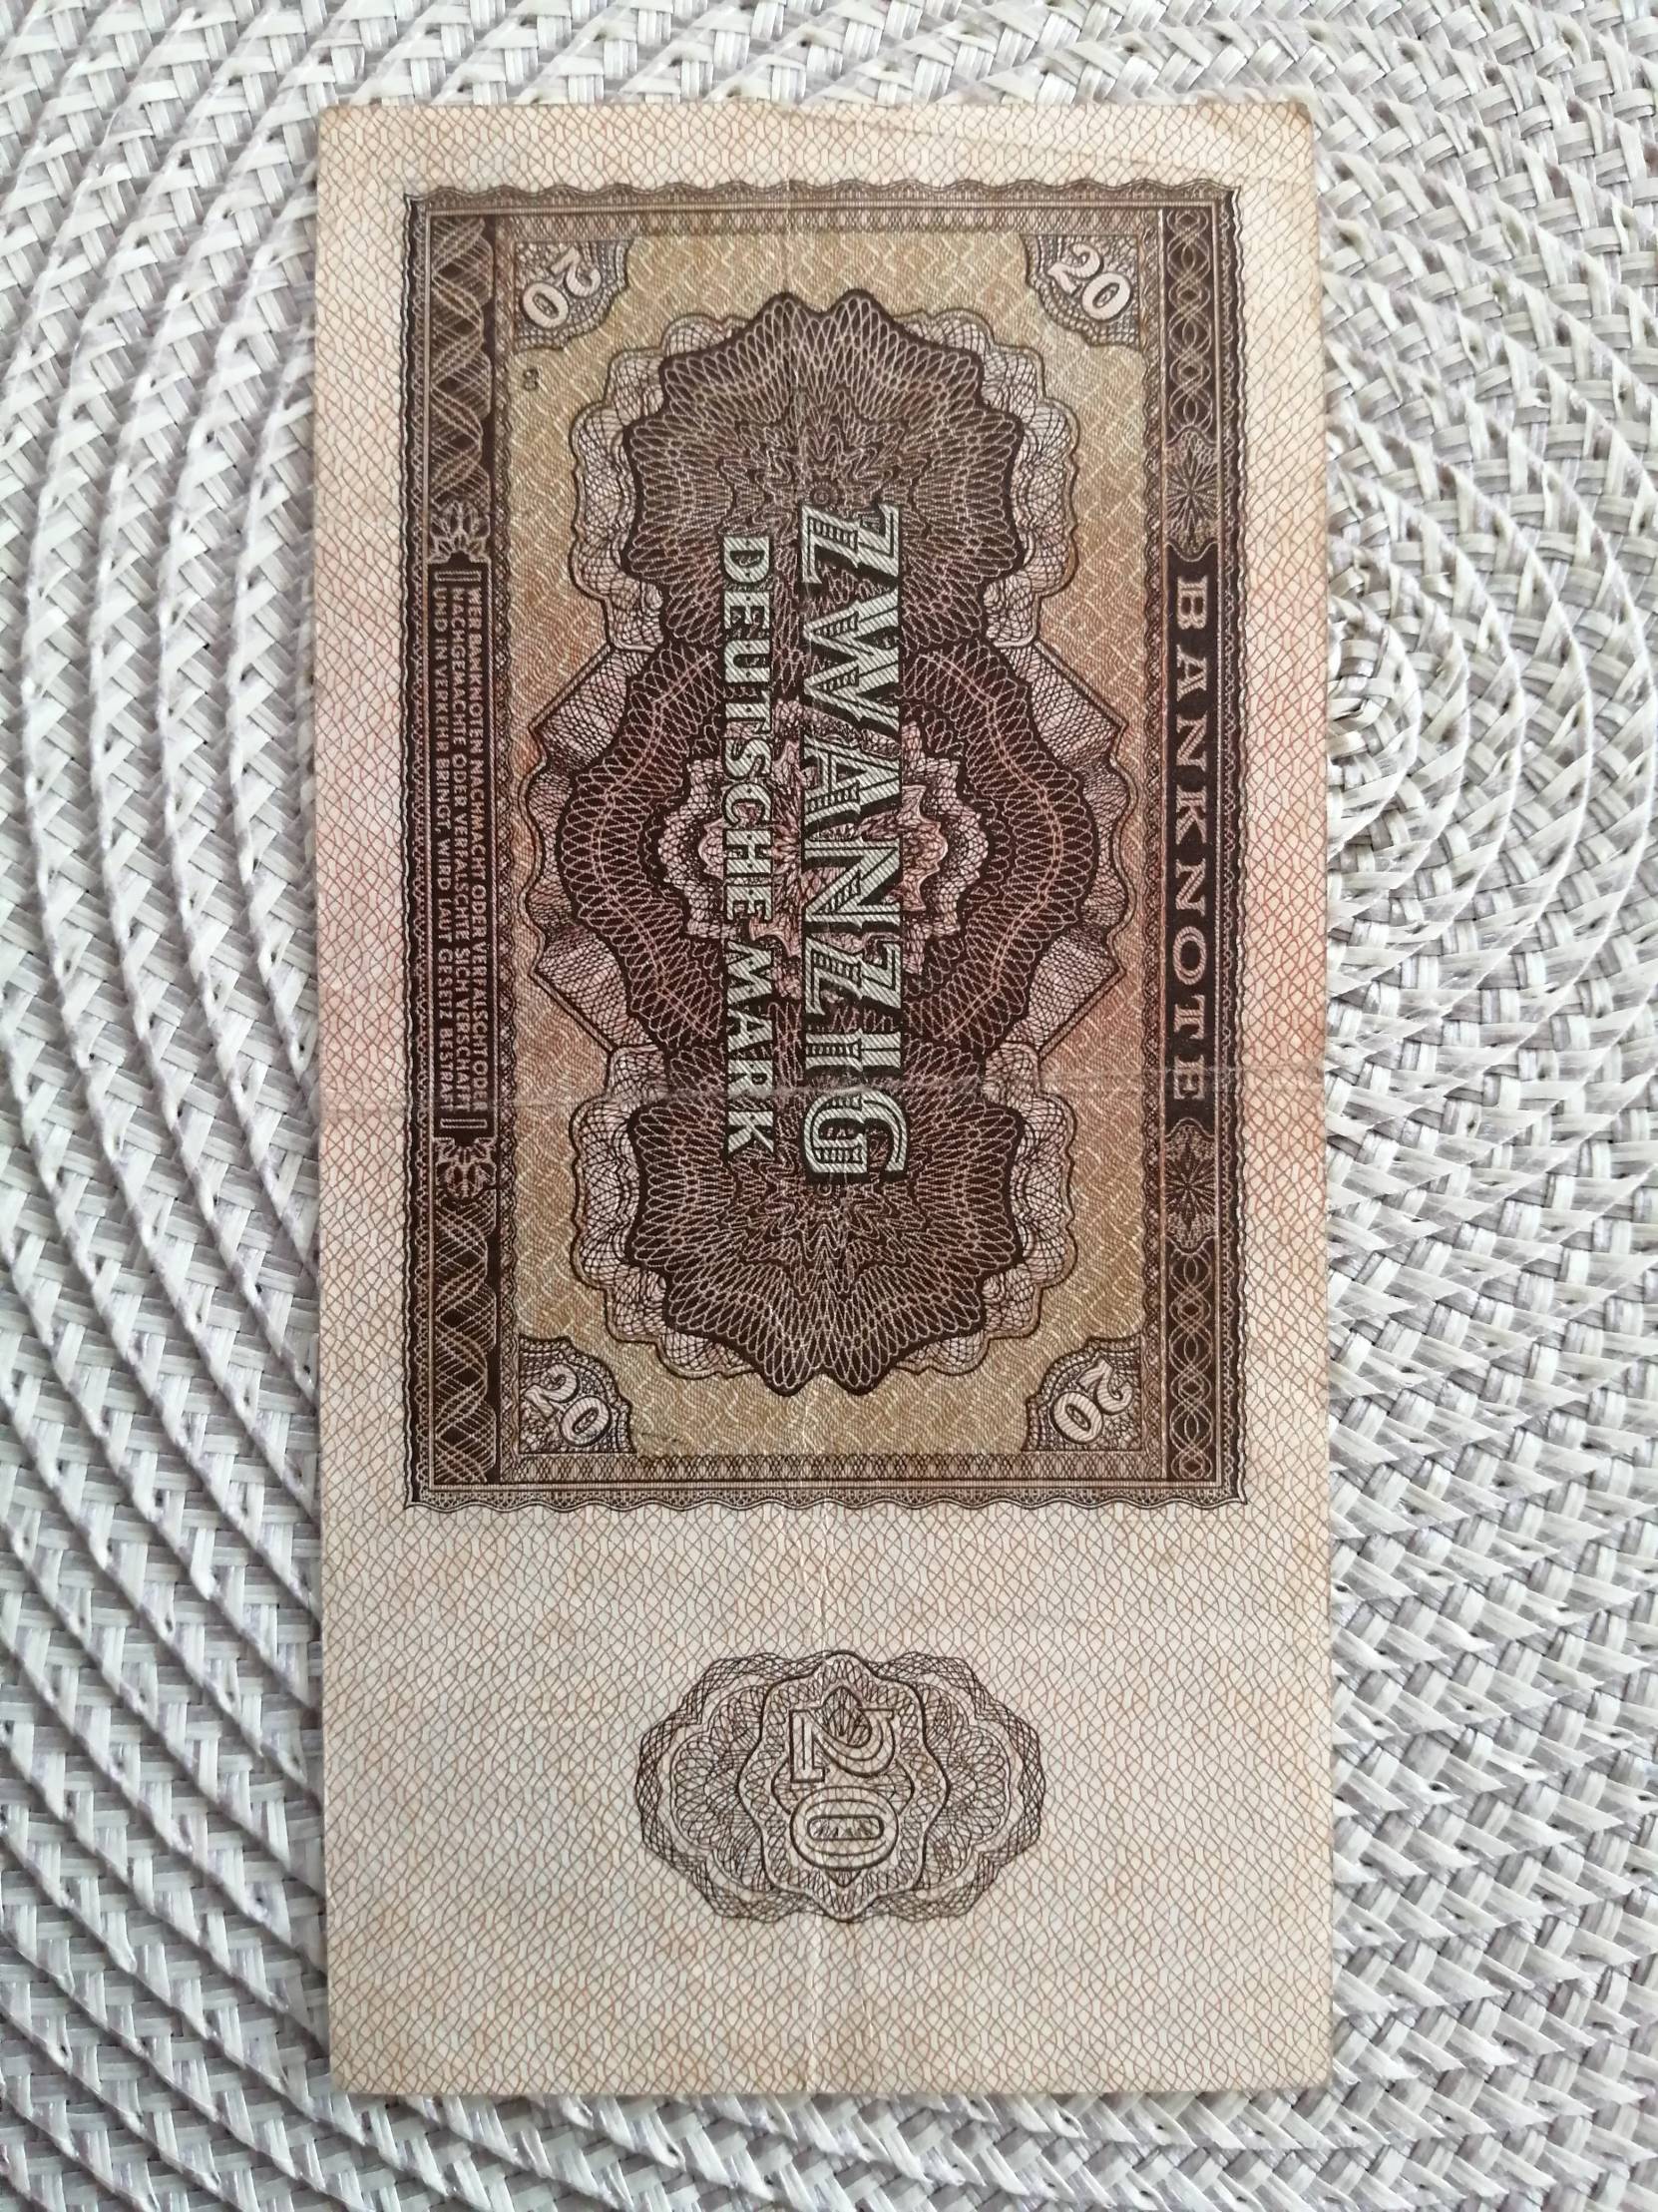 BANKNOTE
20
20
ZWANZIG
DEUTSCHE MARK
20
S
20
20
WER BANKNOTEN NACHMACHT ODER VERFÄLSCHT ODER
NACHGEMACHTE ODER VERFÄLSCHTE SICH VERSCHAFFT
UND IN VERKEHR BRINGT, WIRD LAUT GESETZ BESTRAFT